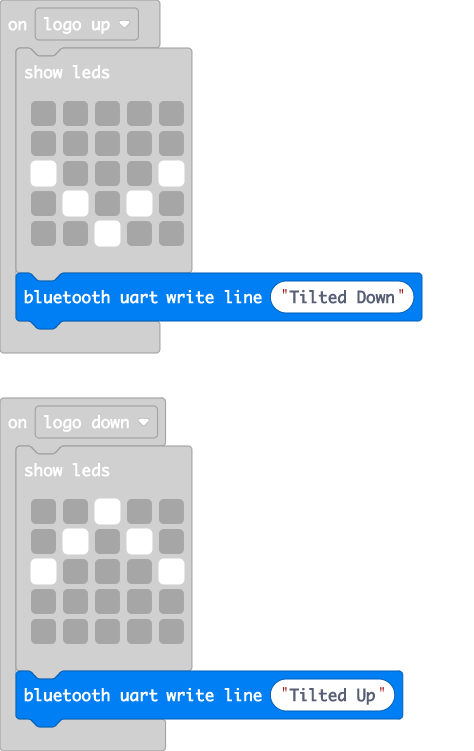 on logo up
show leds
bluetooth uart write line "Tilted Down"
on logo down
show leds
bluetooth uart write line "Tilted Up"